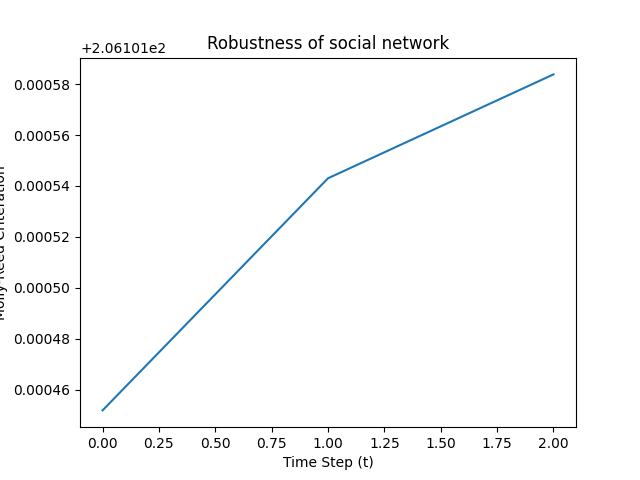 +2.06101e2
Robustness of social network
0.00058
0.00056
0.00054
0.00052
0.00050
0.00048
0.00046
Molly Reed Criteration
0.00 0.25 0.50 0.75 1.00 1.25 1.50 1.75 2.00
Time Step (t)